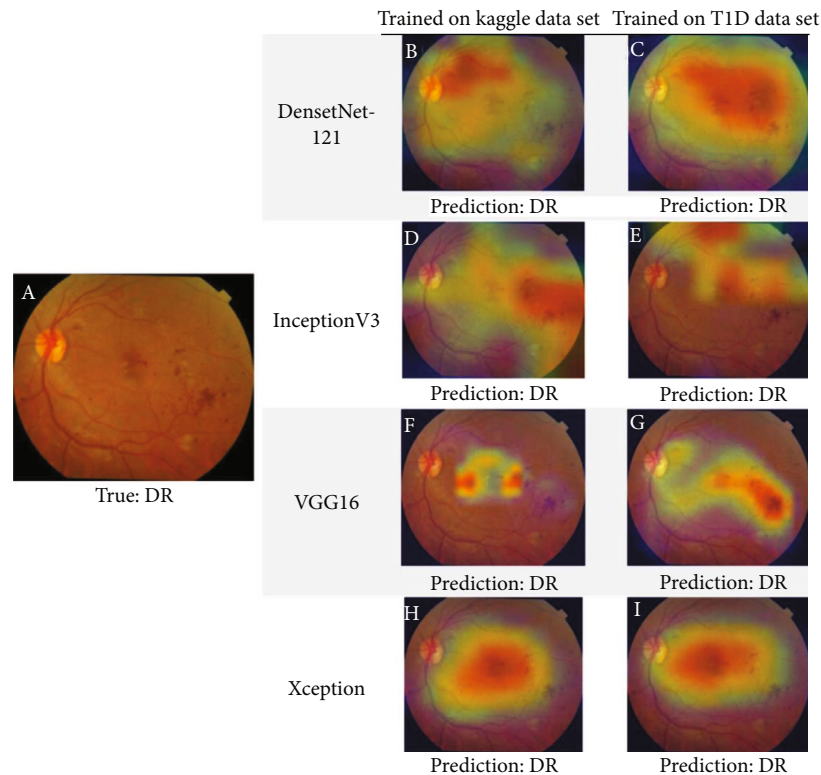 Trained on kaggle data set
Trained on T1D data set
B
C
DensetNet-
121
Prediction: DR
Prediction: DR
D
E
A
InceptionV3
Prediction: DR
Prediction: DR
F
G
True: DR
VGG16
Prediction: DR
Prediction: DR
H
I
Xception
Prediction: DR
Prediction: DR